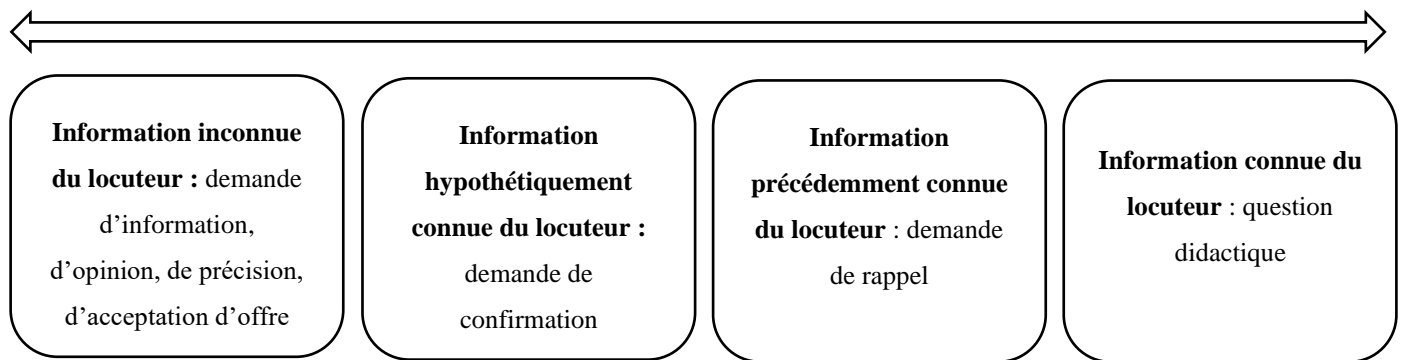 Information inconnue
du locuteur : demande
d’information,
d’opinion, de précision,
d’acceptation d’offre
Information
hypothétiquement
connue du locuteur :
demande de
confirmation
Information
précédemment connue
du locuteur : demande
de rappel
Information connue du
locuteur : question
didactique